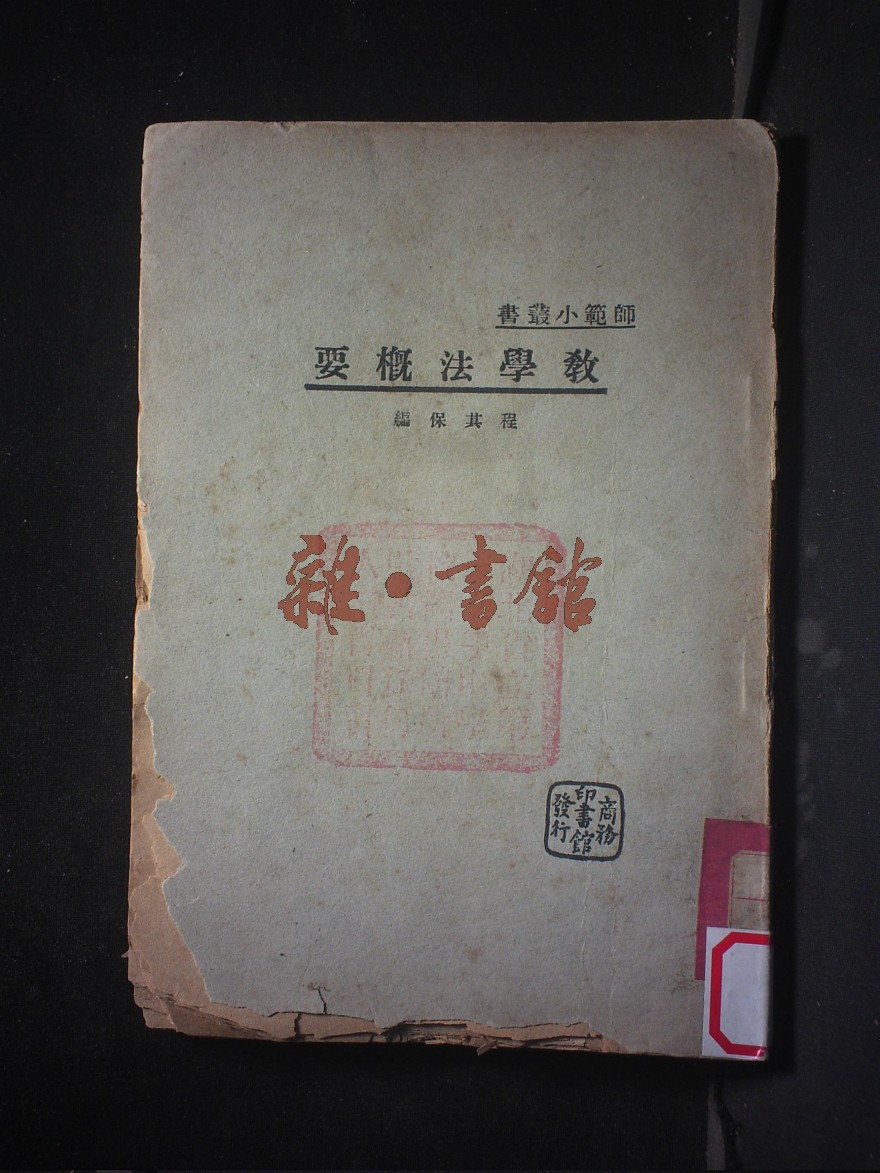 師範小叢書
教學法概要
程其保編
雜·書館
商務
印書館
發行